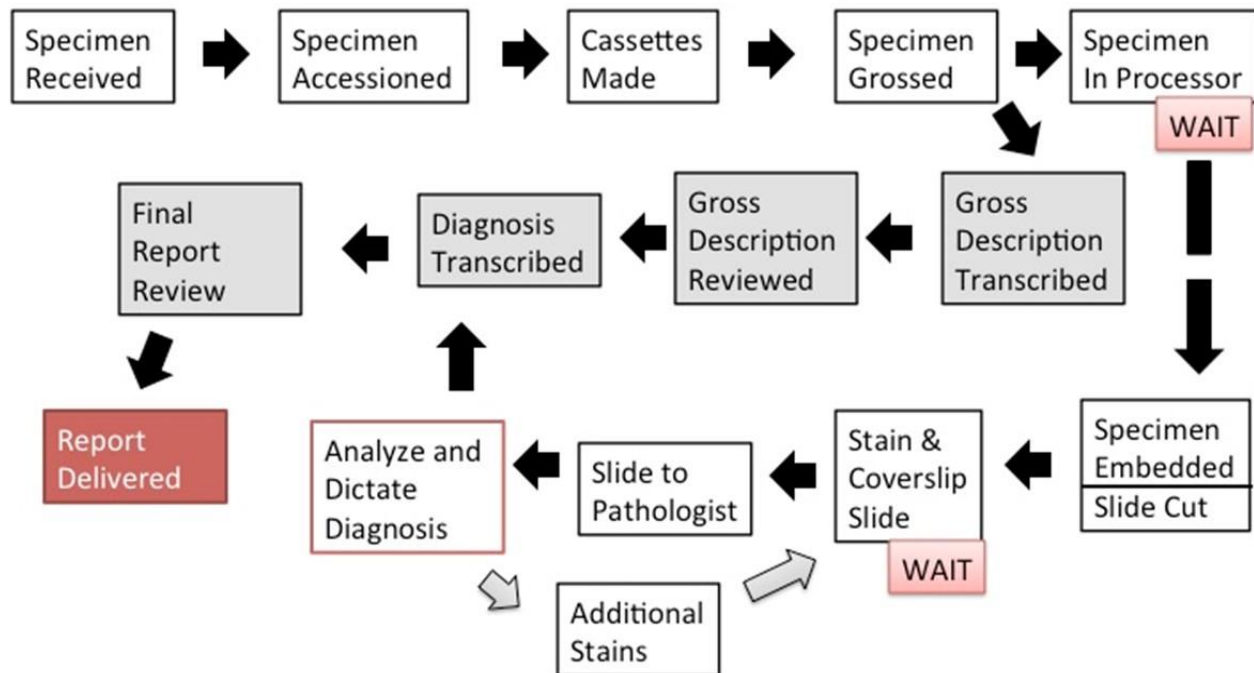 Specimen
Received
Specimen
Accessioned
Cassettes
Made
Specimen
Grossed
Specimen
In Processor
WAIT
Final
Report
Review
Diagnosis
Transcribed
Gross
Description
Reviewed
Gross
Description
Transcribed
Report
Delivered
Analyze and
Dictate
Diagnosis
Slide to
Pathologist
Stain &
Coverslip
Slide
WAIT
Specimen
Embedded
Slide Cut
Additional
Stains